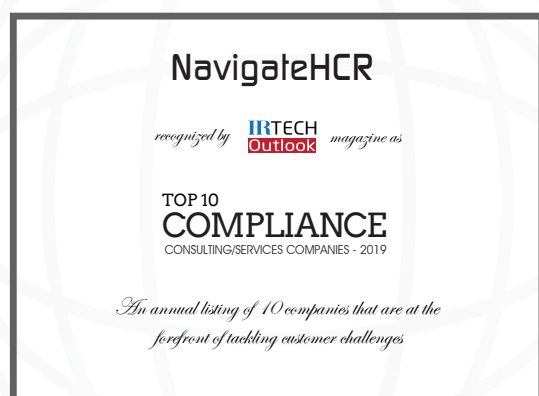 NavigateHCR
recognized by HRTECH Outlook magazine as
TOP 10
COMPLIANCE
CONSULTING/SERVICES COMPANIES - 2019
An annual listing of 10 companies that are at the
forefront of tackling customer challenges